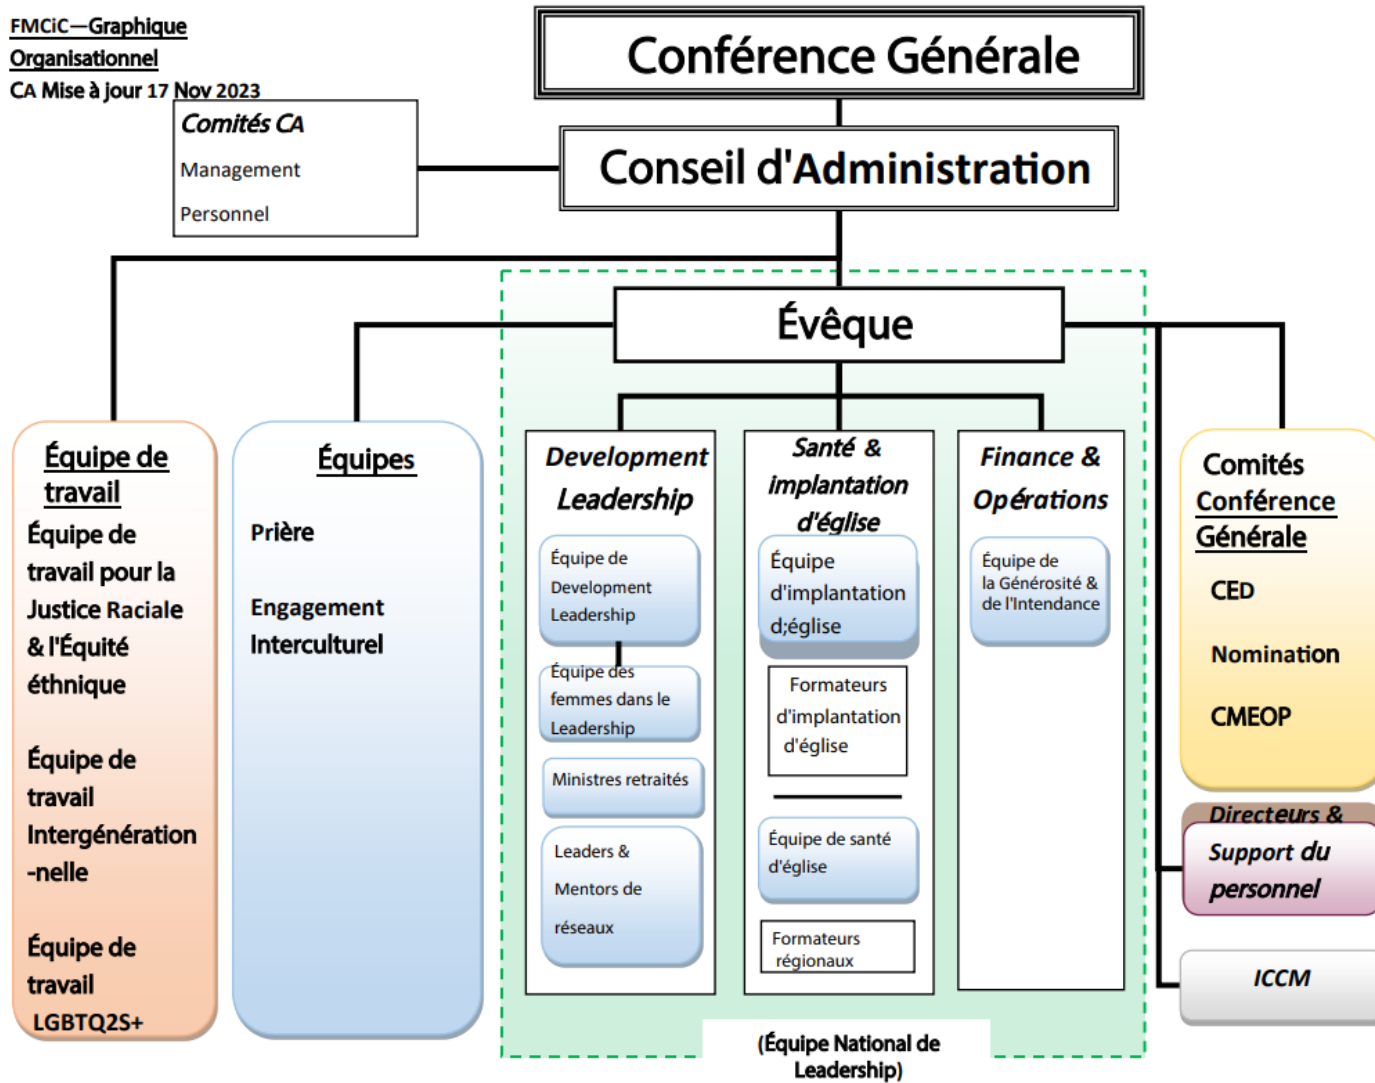 FMCiC—Graphique
Organisationnel
CA Mise à jour 17 Nov 2023
Conférence Générale
Comités CA
Management
Personnel
Conseil d'Administration
Évêque
Équipe de
travail
Équipe de
travail pour la
Justice Raciale
& l'Équité
éthnique
Équipe de
travail
Intergénération
-nelle
Équipe de
travail
LGBTQ2S+
Équipes
Prière
Engagement
Interculturel
Development
Leadership
Équipe de
Development
Leadership
Équipe des
femmes dans le
Leadership
Ministres retraités
Leaders &
Mentors de
réseaux
Santé &
implantation
d'église
Équipe
d'implantation
d;église
Formateurs
d'implantation
d'église
Équipe de santé
d'église
Formateurs
régionaux
Finance &
Opérations
Équipe de
la Générosité &
de l'Intendance
(Équipe National de
Leadership)
Comités
Conférence
Générale
CED
Nomination
CMEOP
Directeurs &
Support du
personnel
ICCM